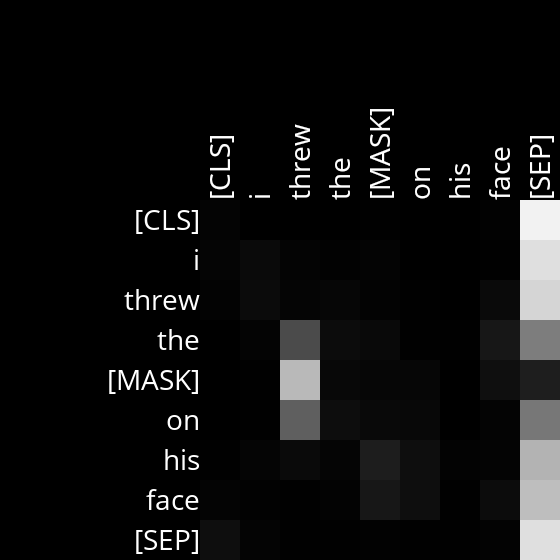 [CLS] i threw the [MASK] on his face [SEP]
[CLS]
i
threw
the
[MASK]
on
his
face
[SEP]